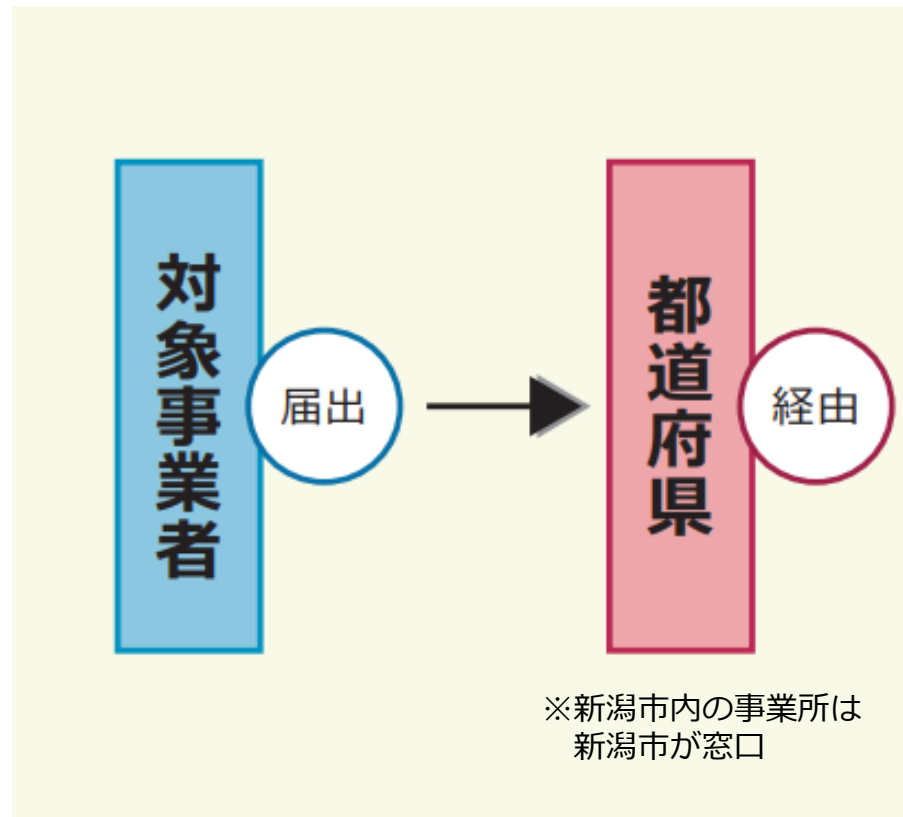 対象事業者
届出
都道府県
経由
※新潟市内の事業所は
新潟市が窓口